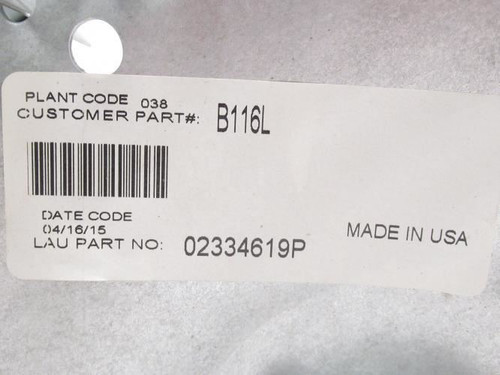 PLANT CODE 038
CUSTOMER PART#: B116L
DATE CODE
04/16/15
LAU PART NO: 02334619P
MADE IN USA